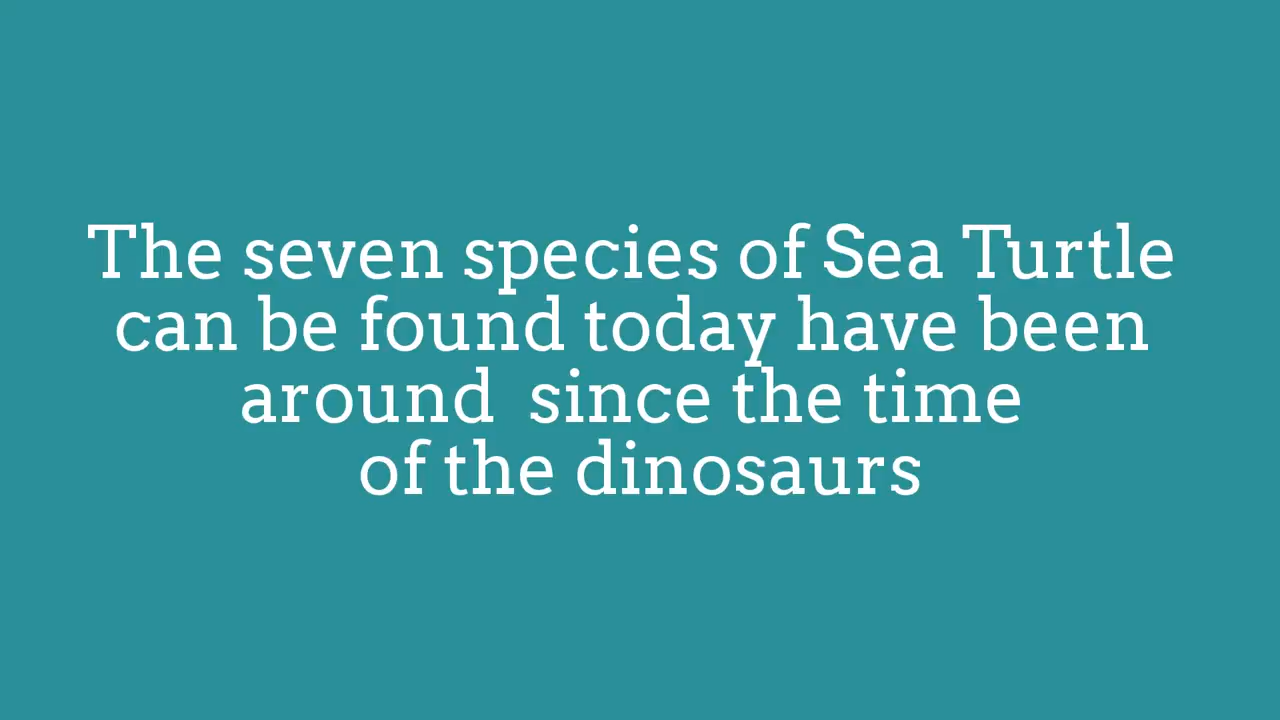 The seven species of Sea Turtle
can be found today have been
around  since the time
of the dinosaurs